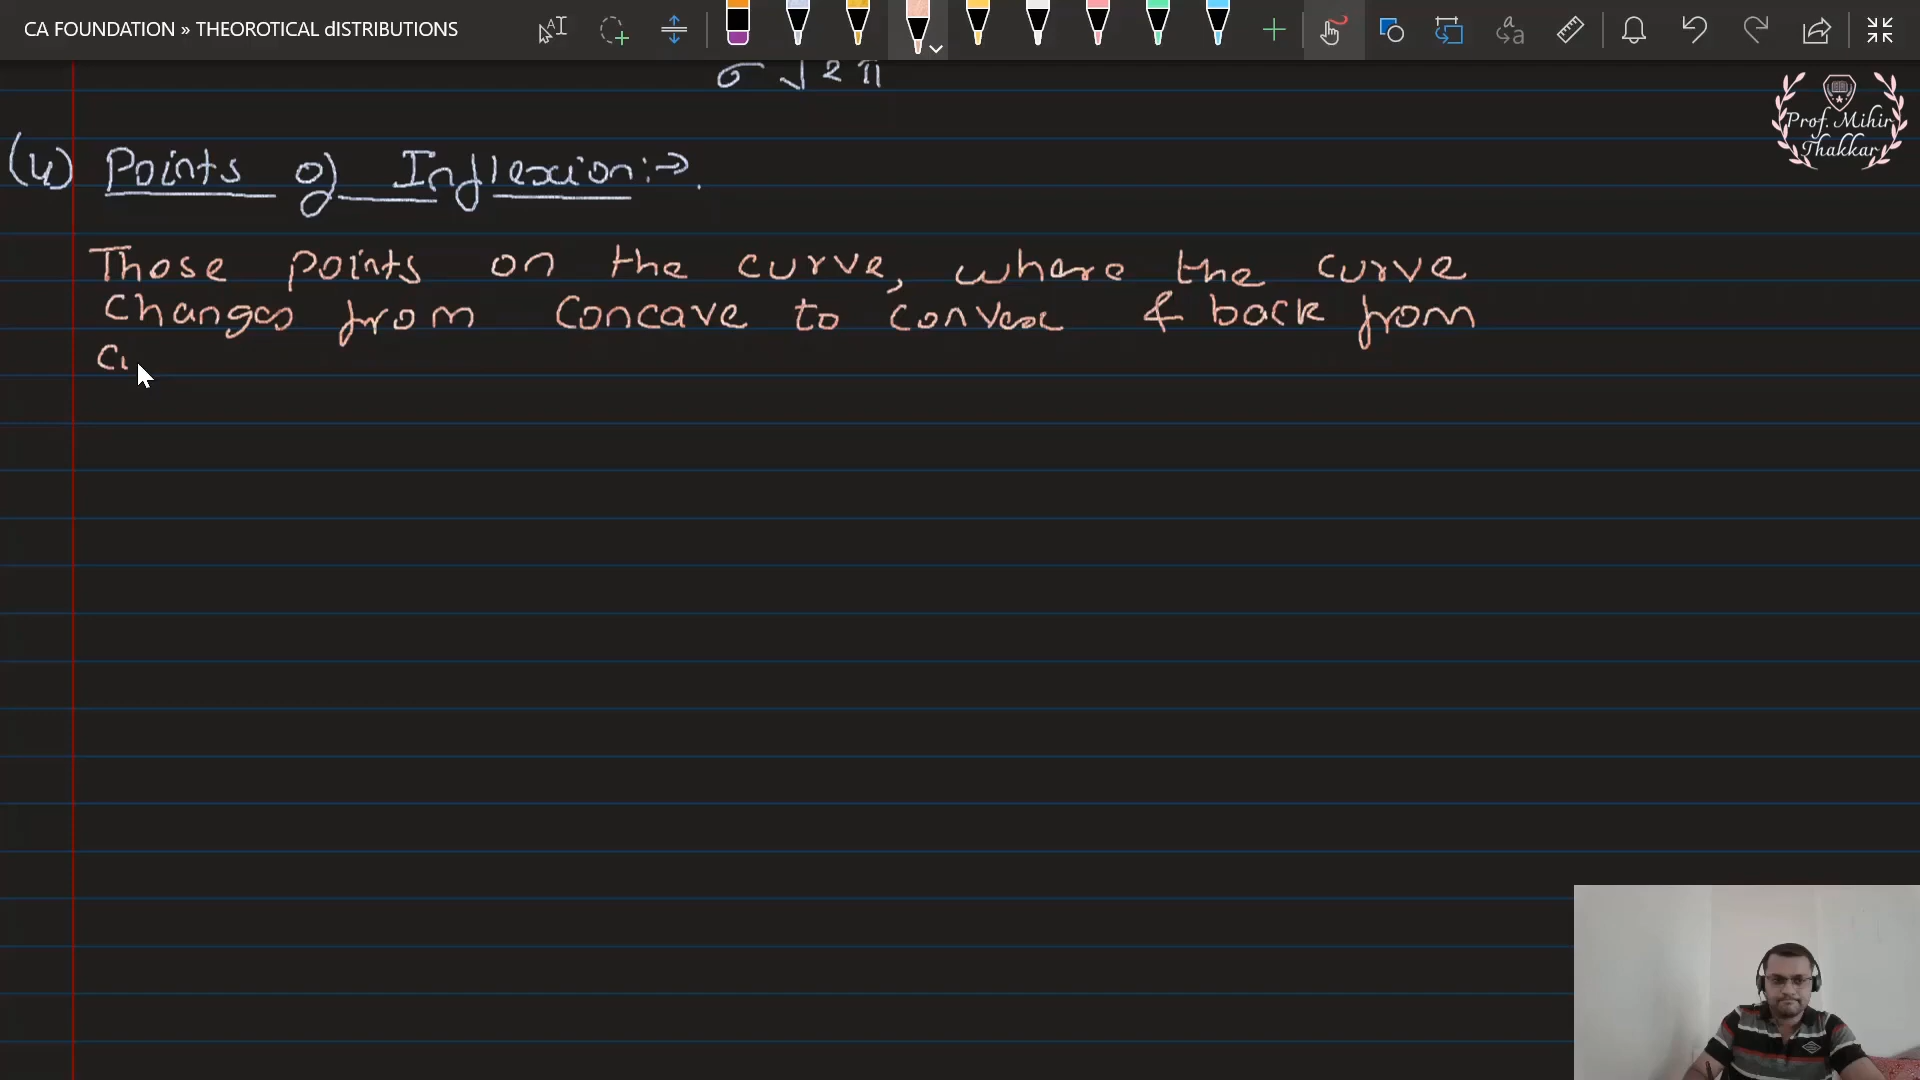 CA FOUNDATION » THEOROTICAL dISTRIBUTIONS
σ √2π
Prof. Mihir
Thakkar
(4) Points of Inflexion :→.
Those points on the curve, where the curve
changes from concave to convex & back from